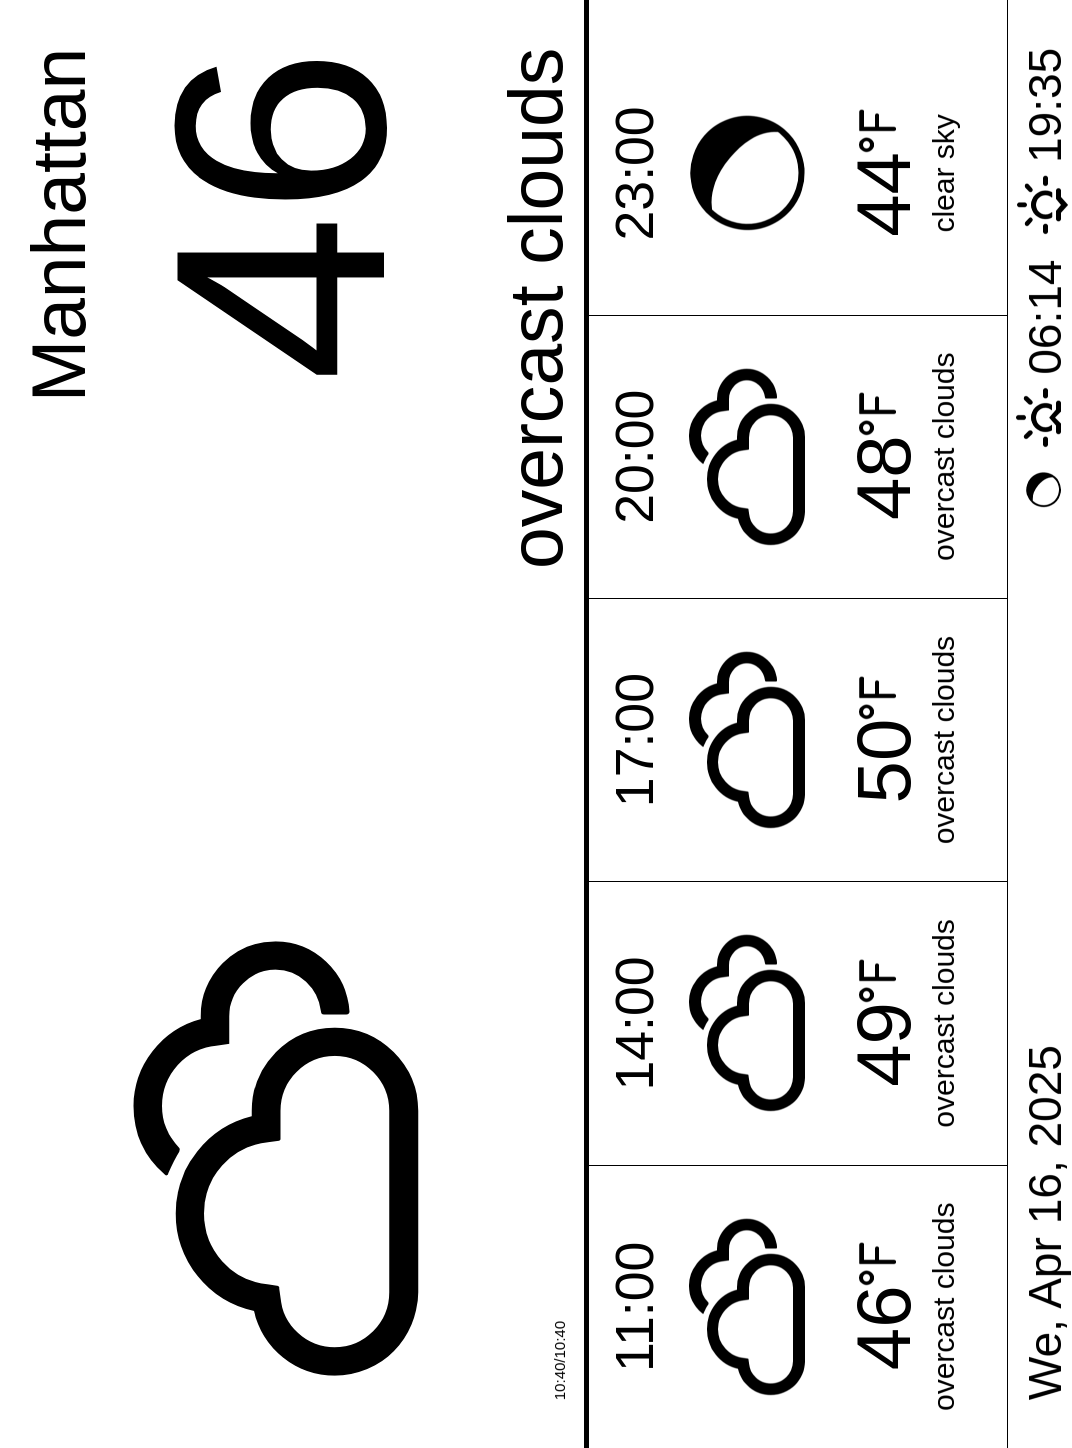 Manhattan
46
overcast clouds
10:40/10:40
11:00 14:00 17:00 20:00 23:00
46°F 49°F 50°F 48°F 44°F
overcast clouds overcast clouds overcast clouds overcast clouds clear sky
We, Apr 16, 2025 06:14 19:35